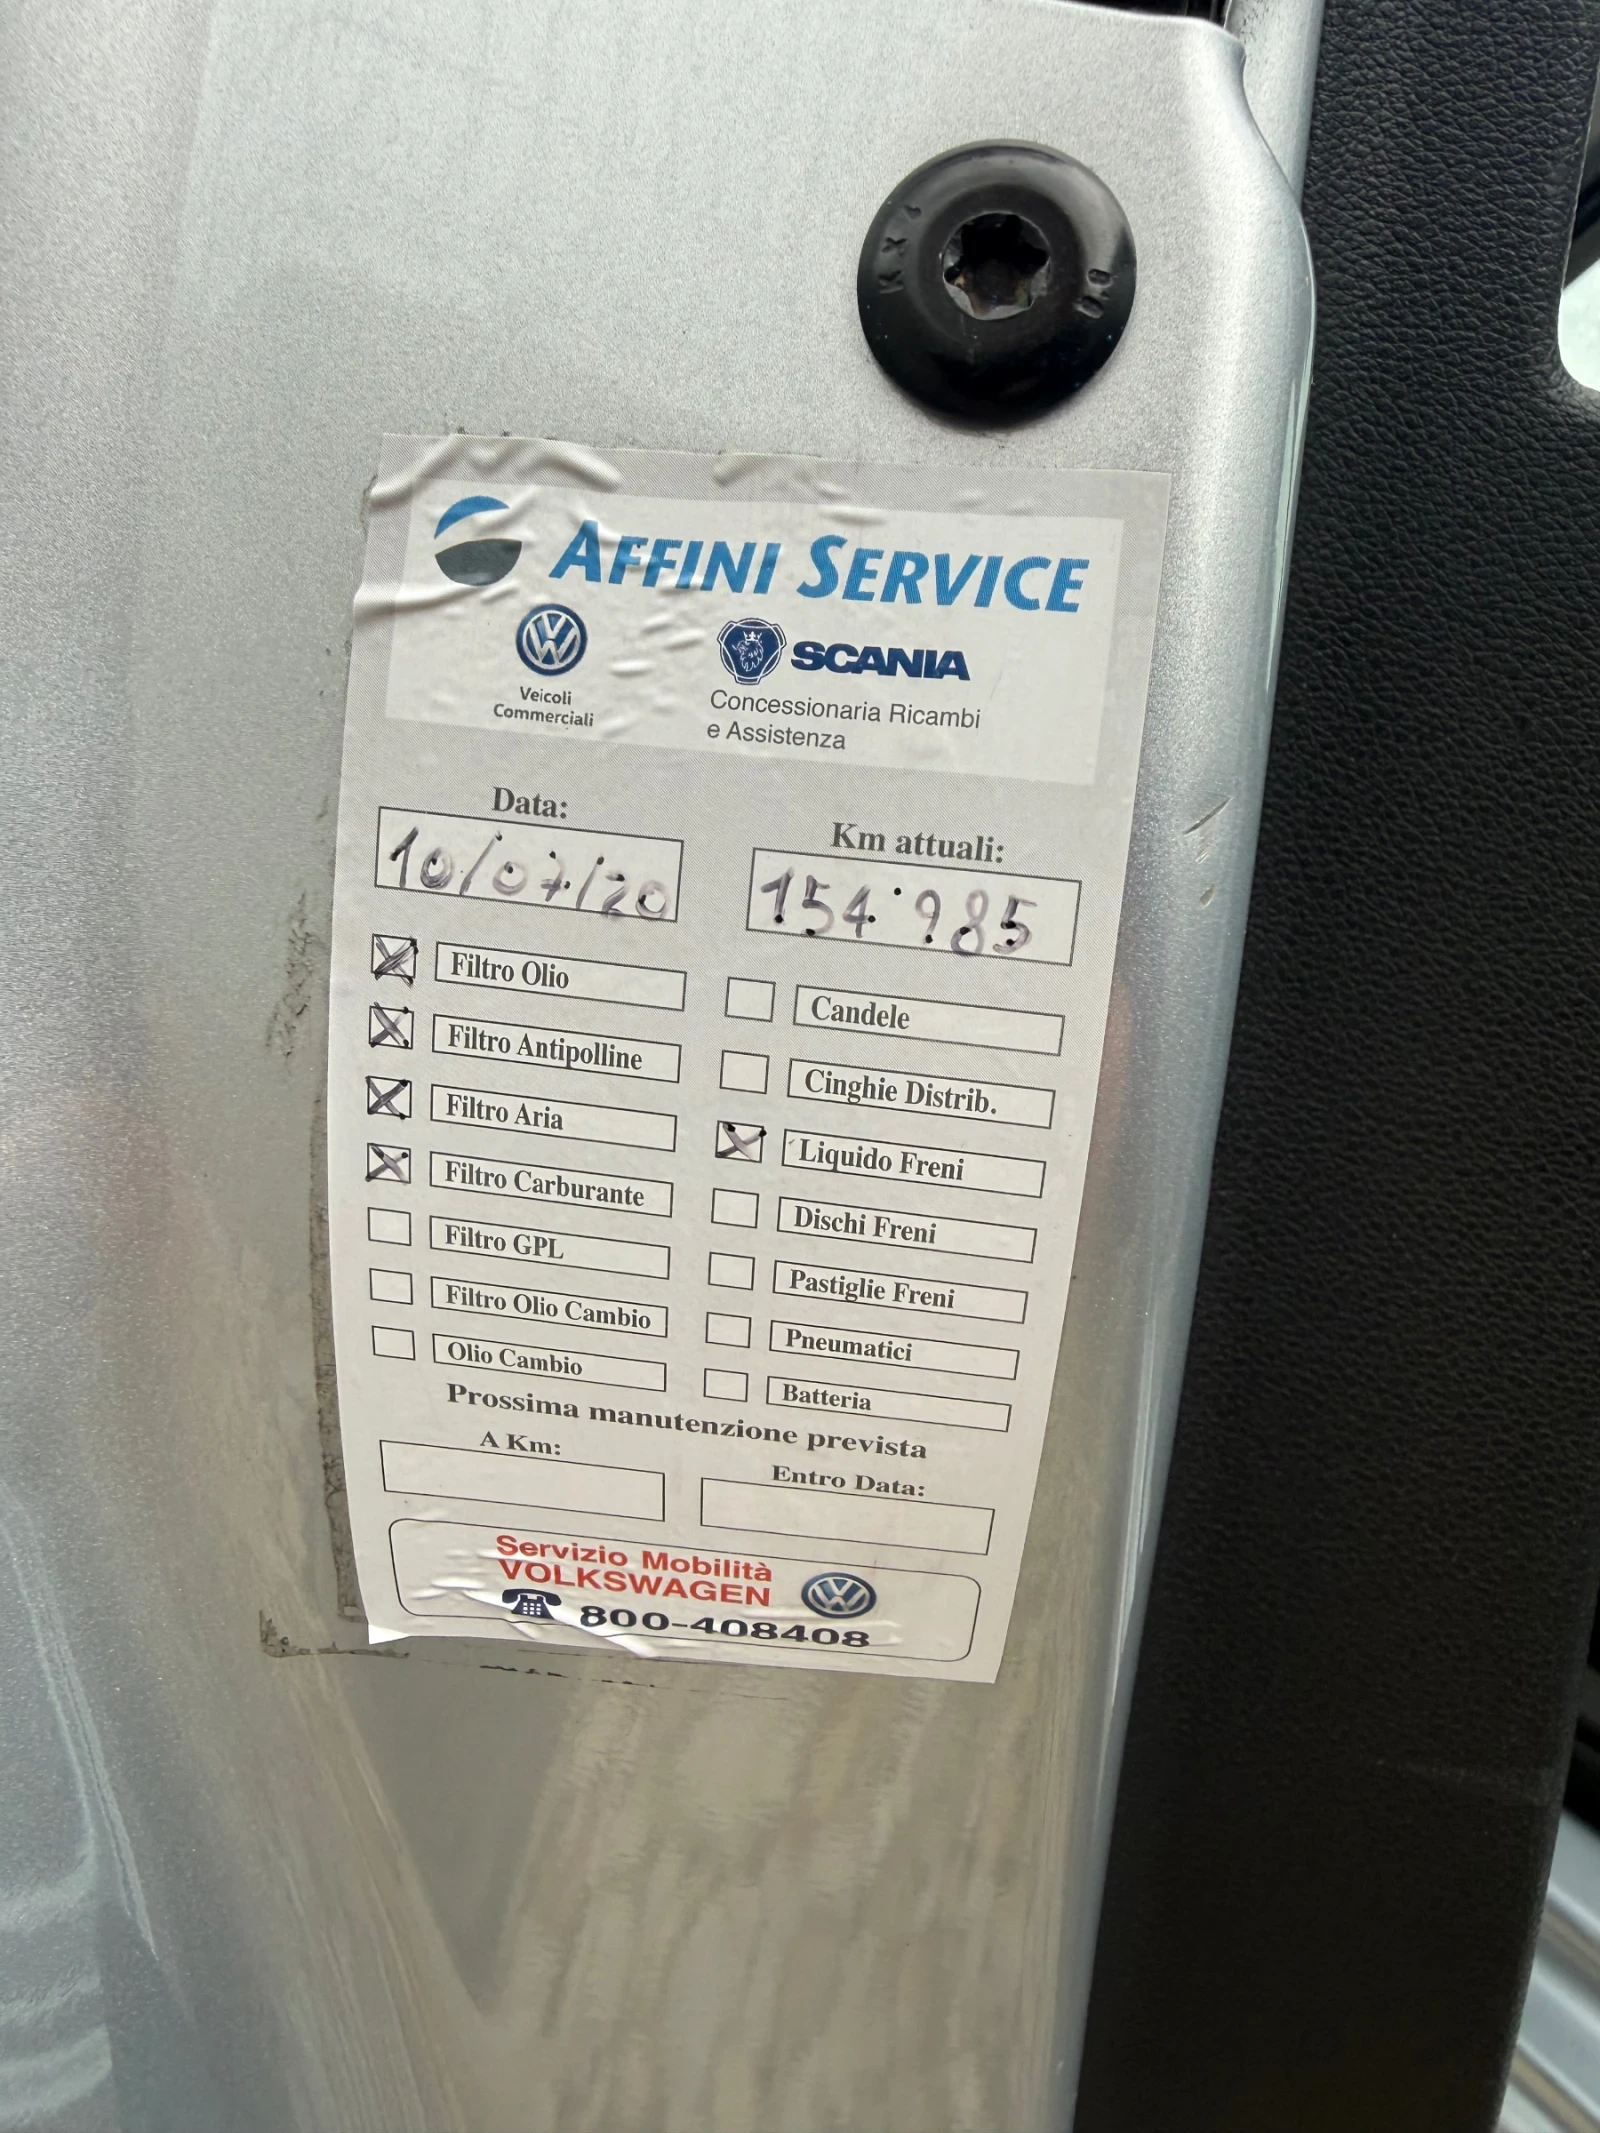 AFFINI SERVICE
Veicoli
Commerciali
SCANIA
Concessionaria Ricambi
e Assistenza
Data:
10/07/20
Km attuali:
154.985
Filtro Olio
Filtro Antipolline
Filtro Aria
Filtro Carburante
Filtro GPL
Filtro Olio Cambio
Olio Cambio
Candele
Cinghie Distrib.
Liquido Freni
Dischi Freni
Pastiglie Freni
Pneumatici
Batteria
Prossima manutenzione prevista
A Km:
Entro Data:
Servizio Mobilità
VOLKSWAGEN
800-408408